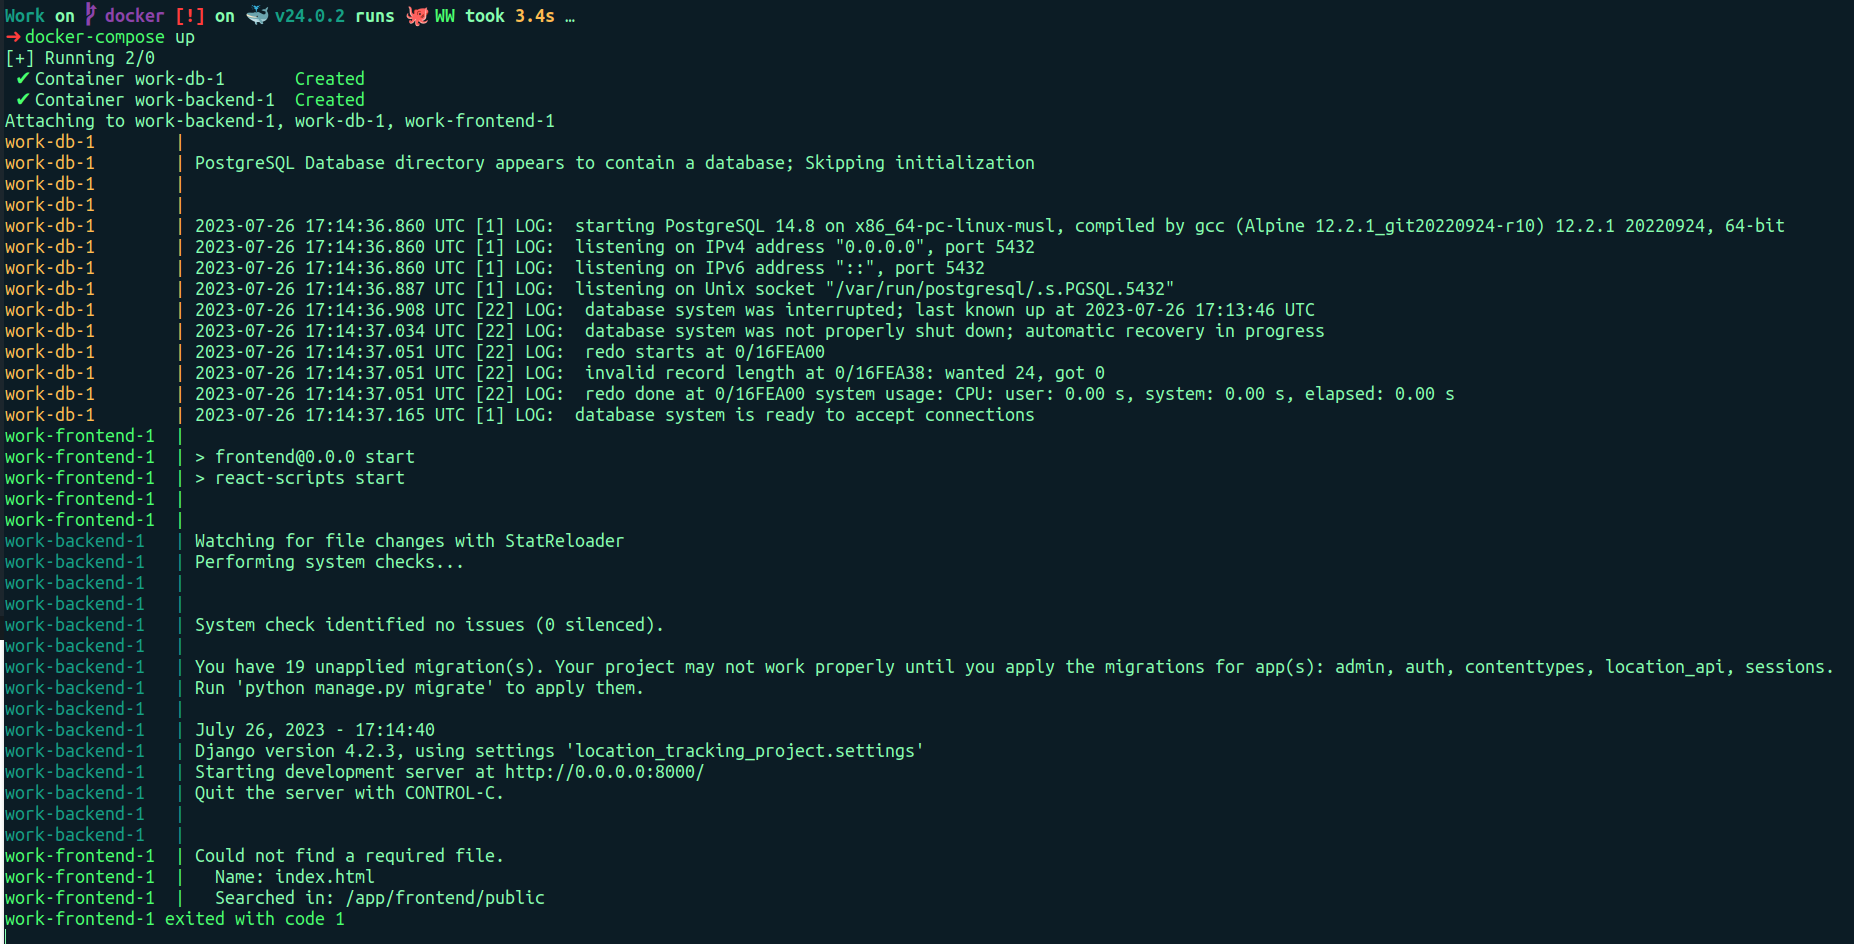 Work on docker [!] on 🐳 v24.0.2 runs 🐙 WW took 3.4s …
➜ docker-compose up
[+] Running 2/0
 ✔ Container work-db-1       Created
 ✔ Container work-backend-1  Created
Attaching to work-backend-1, work-db-1, work-frontend-1
work-db-1        |
work-db-1        | PostgreSQL Database directory appears to contain a database; Skipping initialization
work-db-1        |
work-db-1        |
work-db-1        | 2023-07-26 17:14:36.860 UTC [1] LOG:  starting PostgreSQL 14.8 on x86_64-pc-linux-musl, compiled by gcc (Alpine 12.2.1_git20220924-r10) 12.2.1 20220924, 64-bit
work-db-1        | 2023-07-26 17:14:36.860 UTC [1] LOG:  listening on IPv4 address "0.0.0.0", port 5432
work-db-1        | 2023-07-26 17:14:36.860 UTC [1] LOG:  listening on IPv6 address "::", port 5432
work-db-1        | 2023-07-26 17:14:36.887 UTC [1] LOG:  listening on Unix socket "/var/run/postgresql/.s.PGSQL.5432"
work-db-1        | 2023-07-26 17:14:36.908 UTC [22] LOG:  database system was interrupted; last known up at 2023-07-26 17:13:46 UTC
work-db-1        | 2023-07-26 17:14:37.034 UTC [22] LOG:  database system was not properly shut down; automatic recovery in progress
work-db-1        | 2023-07-26 17:14:37.051 UTC [22] LOG:  redo starts at 0/16FEA00
work-db-1        | 2023-07-26 17:14:37.051 UTC [22] LOG:  invalid record length at 0/16FEA38: wanted 24, got 0
work-db-1        | 2023-07-26 17:14:37.051 UTC [22] LOG:  redo done at 0/16FEA00 system usage: CPU: user: 0.00 s, system: 0.00 s, elapsed: 0.00 s
work-db-1        | 2023-07-26 17:14:37.165 UTC [1] LOG:  database system is ready to accept connections
work-frontend-1  |
work-frontend-1  | > frontend@0.0.0 start
work-frontend-1  | > react-scripts start
work-frontend-1  |
work-frontend-1  |
work-backend-1   | Watching for file changes with StatReloader
work-backend-1   | Performing system checks...
work-backend-1   |
work-backend-1   |
work-backend-1   | System check identified no issues (0 silenced).
work-backend-1   |
work-backend-1   | You have 19 unapplied migration(s). Your project may not work properly until you apply the migrations for app(s): admin, auth, contenttypes, location_api, sessions.
work-backend-1   | Run 'python manage.py migrate' to apply them.
work-backend-1   |
work-backend-1   | July 26, 2023 - 17:14:40
work-backend-1   | Django version 4.2.3, using settings 'location_tracking_project.settings'
work-backend-1   | Starting development server at http://0.0.0.0:8000/
work-backend-1   | Quit the server with CONTROL-C.
work-backend-1   |
work-backend-1   |
work-frontend-1  | Could not find a required file.
work-frontend-1  |   Name: index.html
work-frontend-1  |   Searched in: /app/frontend/public
work-frontend-1 exited with code 1